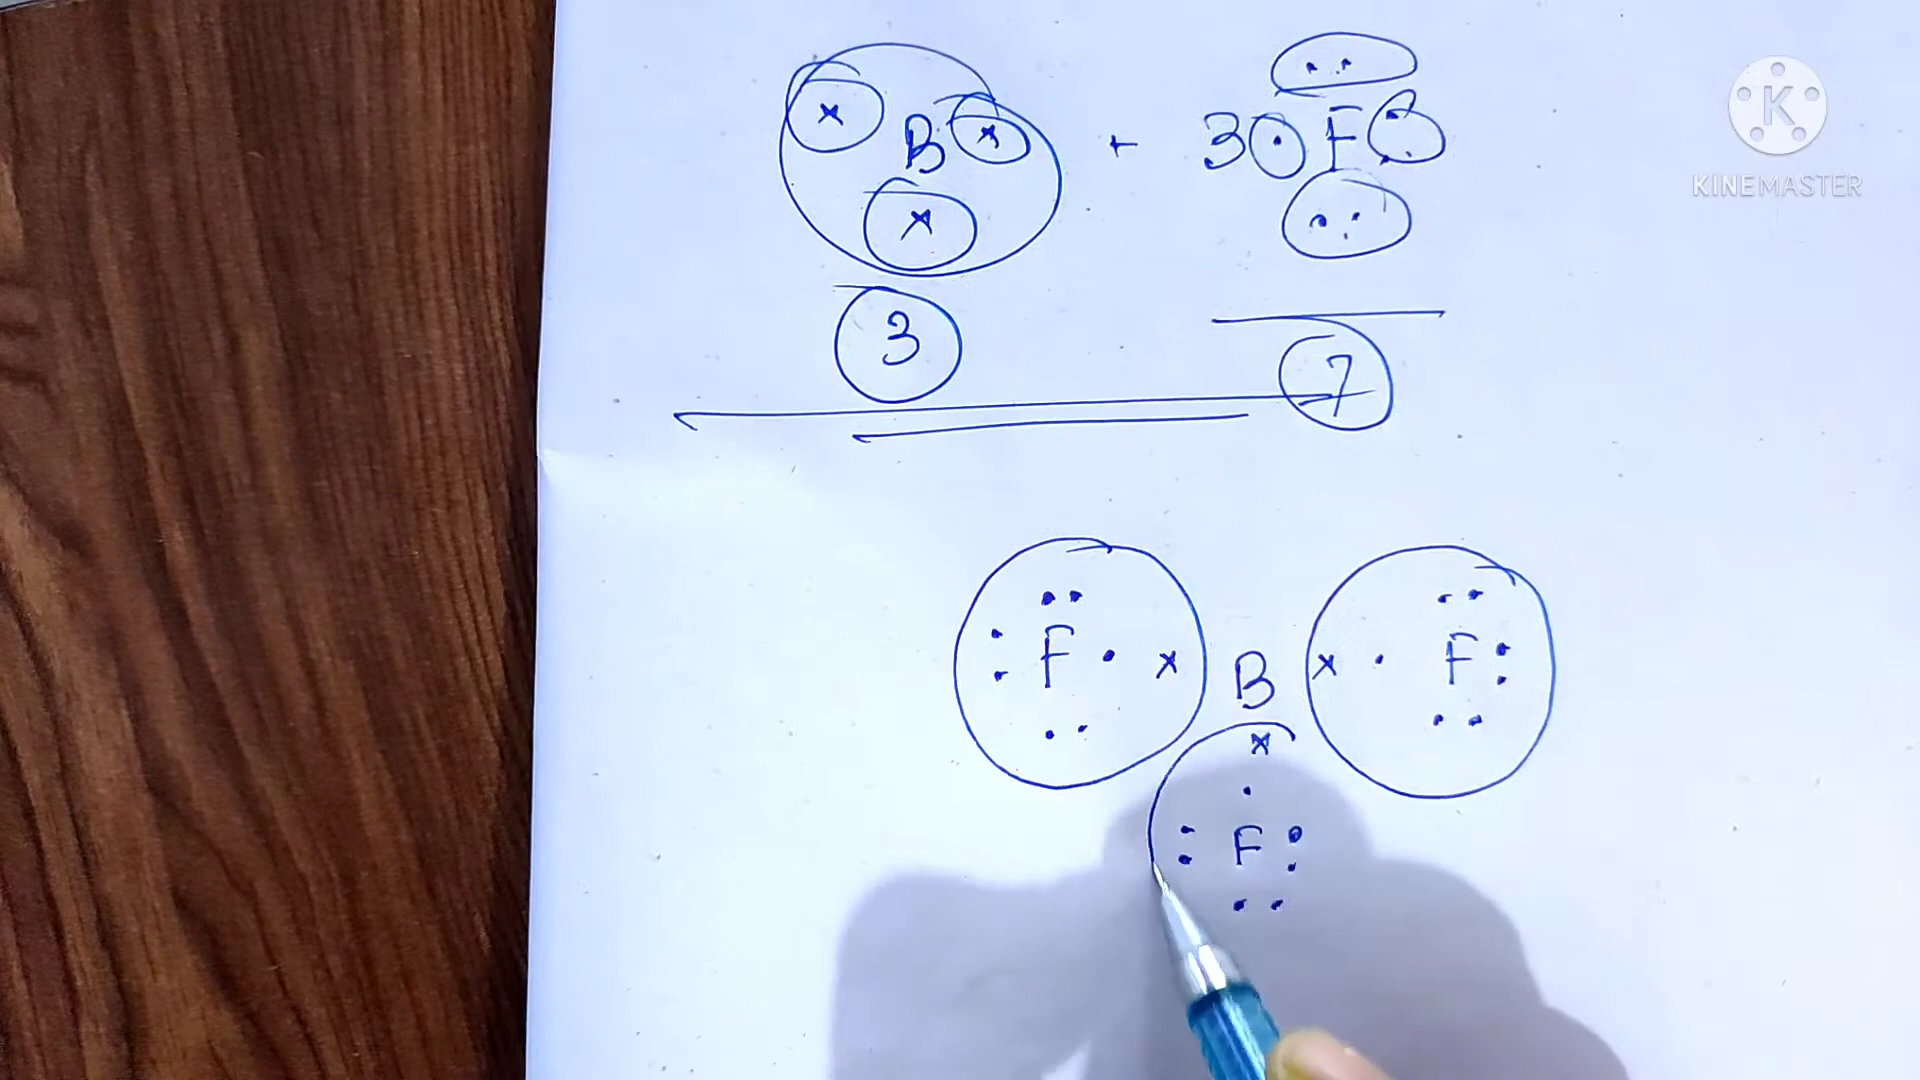 x B x + 3 • F :
x
3 7
F • x B x • F
x
•
F
KINEMASTER